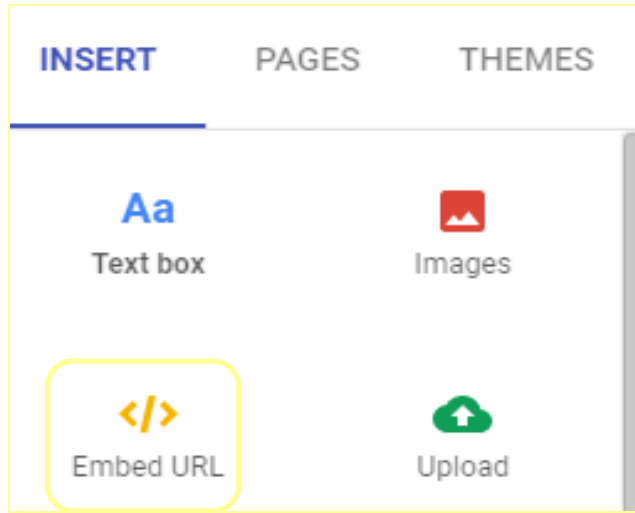 INSERT PAGES THEMES
Aa
Text box Images
</>
Embed URL Upload